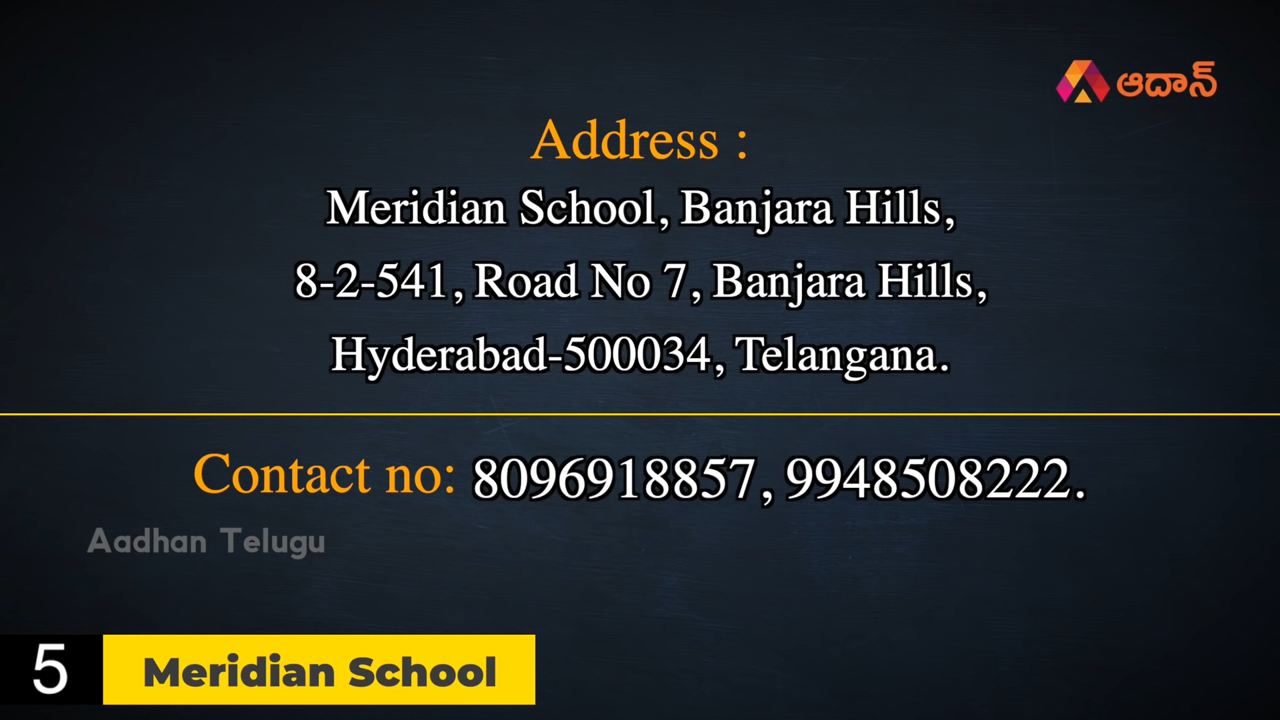 ఆదాన్
Address :
Meridian School, Banjara Hills,
8-2-541, Road No 7, Banjara Hills,
Hyderabad-500034, Telangana.
Contact no: 8096918857, 9948508222.
Aadhan Telugu
5 Meridian School